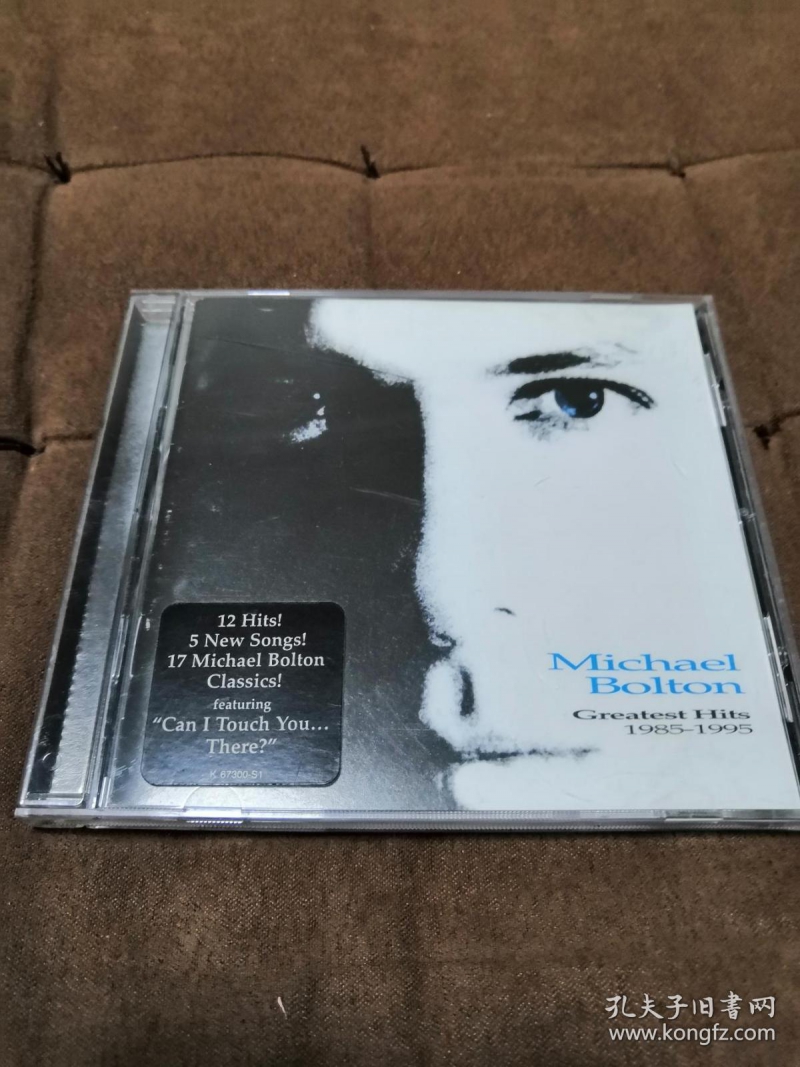 12 Hits!
5 New Songs!
17 Michael Bolton
Classics!
featuring
"Can I Touch You...
There?"
K 67300-S1
Michael
Bolton
Greatest Hits
1985-1995
孔夫子旧書网
www.kongfz.com